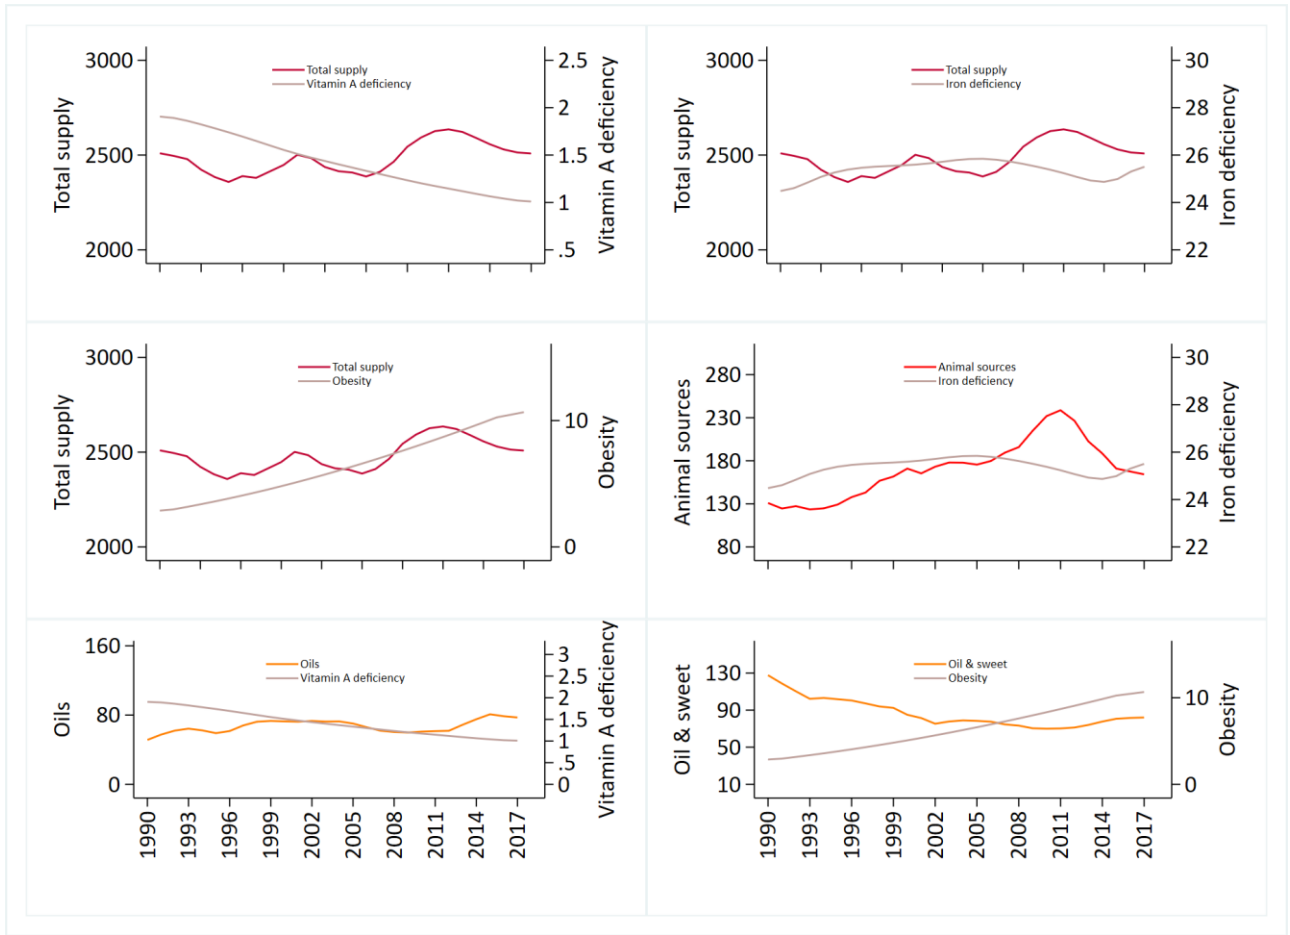 3000
2500
2000
Total supply
Total supply
Vitamin A deficiency
2.5
2
1.5
1
.5
Vitamin A deficiency
3000
2500
2000
Total supply
Total supply
Iron deficiency
30
28
26
24
22
Iron deficiency
3000
2500
2000
Total supply
Total supply
Obesity
10
0
Obesity
280
230
180
130
80
Animal sources
Animal sources
Iron deficiency
30
28
26
24
22
Iron deficiency
160
80
0
Oils
Oils
Vitamin A deficiency
3
2.5
2
1.5
1
.5
0
Vitamin A deficiency
1990
1993
1996
1999
2002
2005
2008
2011
2014
2017
130
90
50
10
Oil & sweet
Oil & sweet
Obesity
10
0
Obesity
1990
1993
1996
1999
2002
2005
2008
2011
2014
2017